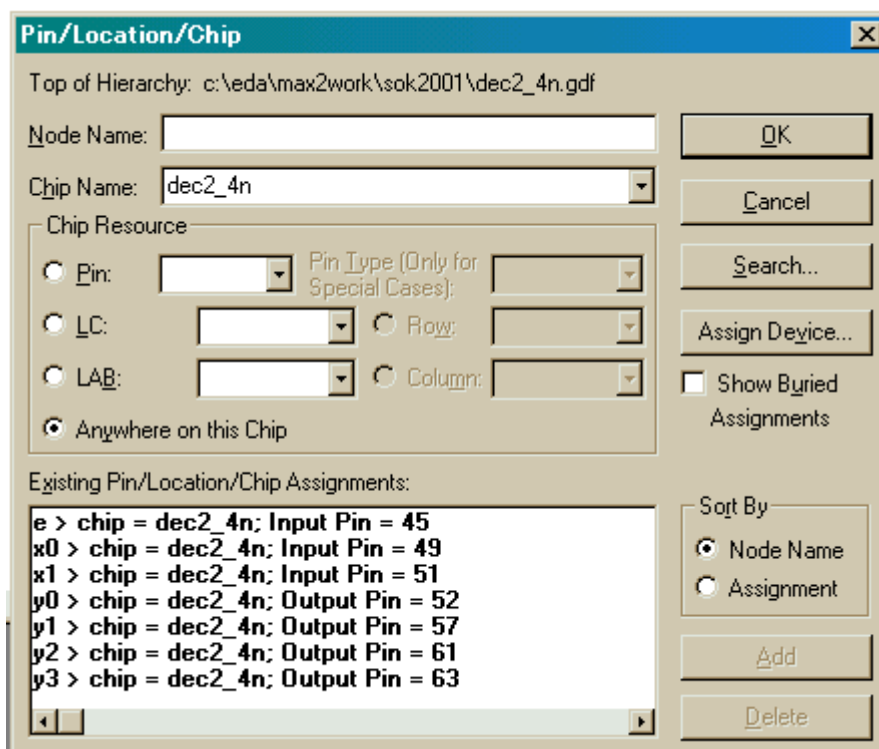 Pin/Location/Chip
Top of Hierarchy: c:\eda\max2work\sok2001\dec2_4n.gdf
Node Name:
OK
Chip Name: dec2_4n
Cancel
Chip Resource
Pin:
Pin Type (Only for
Special Cases):
Search...
LC:
Row:
Assign Device...
LAB:
Column:
Show Buried
Assignments
Anywhere on this Chip
Existing Pin/Location/Chip Assignments:
e > chip = dec2_4n; Input Pin = 45
x0 > chip = dec2_4n; Input Pin = 49
x1 > chip = dec2_4n; Input Pin = 51
y0 > chip = dec2_4n; Output Pin = 52
y1 > chip = dec2_4n; Output Pin = 57
y2 > chip = dec2_4n; Output Pin = 61
y3 > chip = dec2_4n; Output Pin = 63
Sort By
Node Name
Assignment
Add
Delete